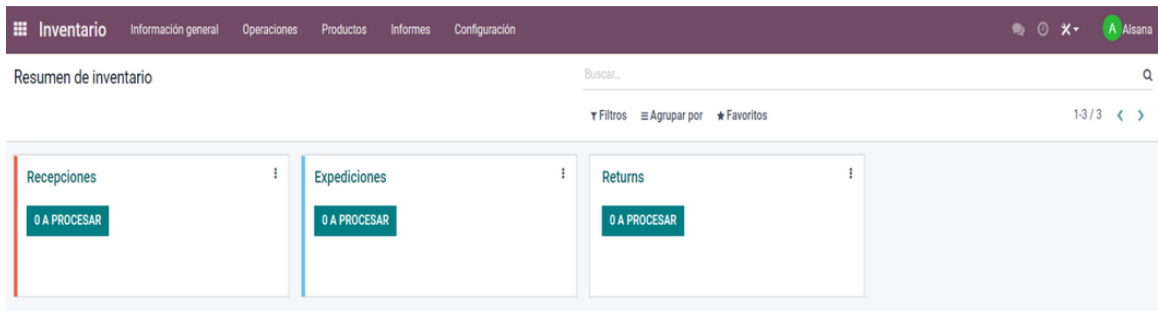 Inventario Información general Operaciones Productos Informes Configuración A Alsana
Resumen de inventario Buscar...
Filtros Agrupar por Favoritos 1-3 / 3
Recepciones Expediciones Returns
0 A PROCESAR 0 A PROCESAR 0 A PROCESAR